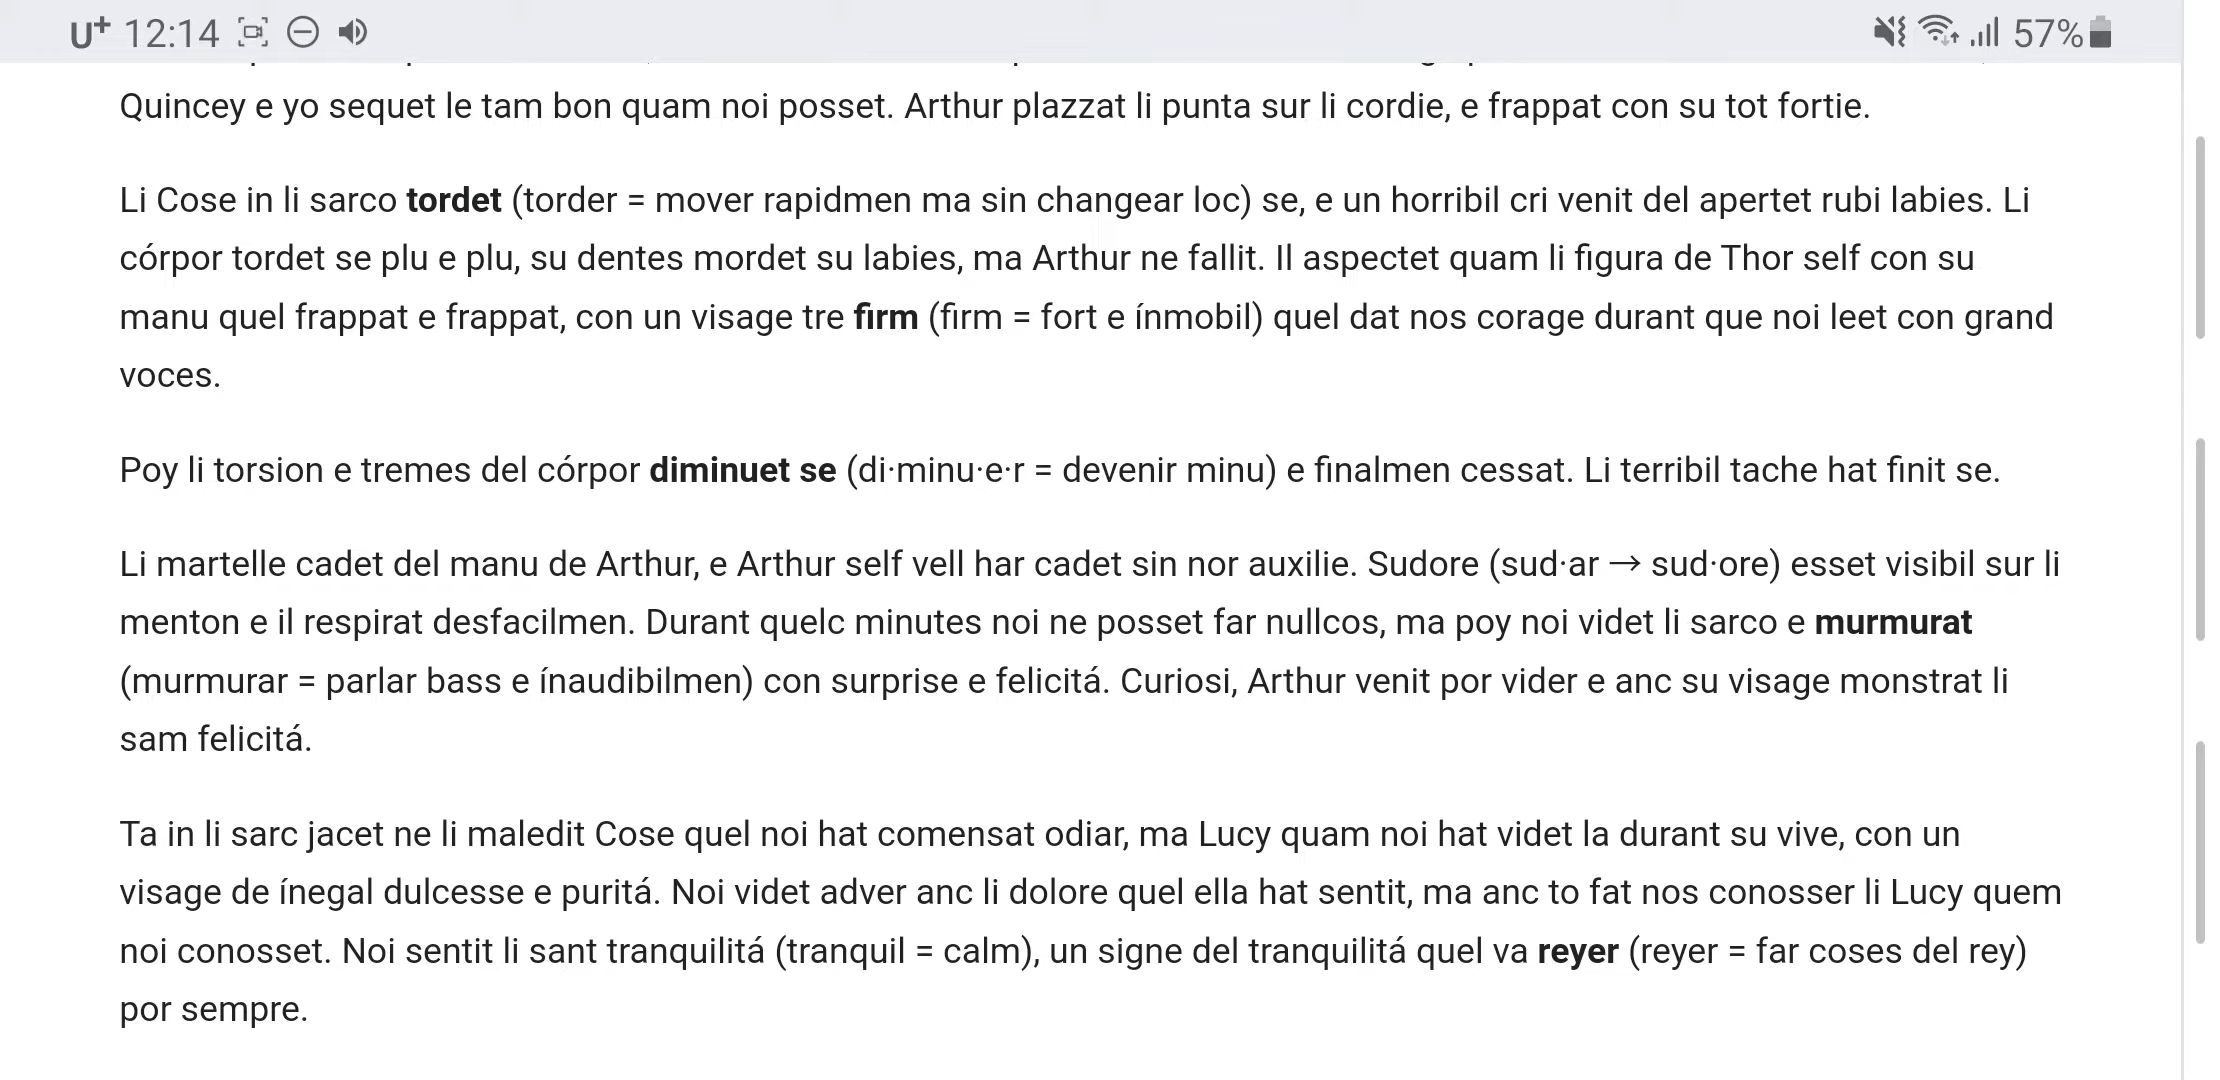 U+ 12:14 57%
Quincey e yo sequet le tam bon quam noi posset. Arthur plazzat li punta sur li cordie, e frappat con su tot fortie.
Li Cose in li sarco tordet (torder = mover rapidmen ma sin changear loc) se, e un horribil cri venit del apertet rubi labies. Li
córpor tordet se plu e plu, su dentes mordet su labies, ma Arthur ne fallit. Il aspectet quam li figura de Thor self con su
manu quel frappat e frappat, con un visage tre firm (firm = fort e ínmobil) quel dat nos corage durant que noi leet con grand
voces.
Poy li torsion e tremes del córpor diminuet se (di·minu·e·r = devenir minu) e finalmen cessat. Li terribil tache hat finit se.
Li martelle cadet del manu de Arthur, e Arthur self vell har cadet sin nor auxilie. Sudore (sud·ar → sud·ore) esset visibil sur li
menton e il respirat desfacilmen. Durant quelc minutes noi ne posset far nullcos, ma poy noi videt li sarco e murmurat
(murmurar = parlar bass e ínaudibilmen) con surprise e felicitá. Curiosi, Arthur venit por vider e anc su visage monstrat li
sam felicitá.
Ta in li sarc jacet ne li maledit Cose quel noi hat comensat odiar, ma Lucy quam noi hat videt la durant su vive, con un
visage de ínegal dulcesse e puritá. Noi videt adver anc li dolore quel ella hat sentit, ma anc to fat nos conosser li Lucy quem
noi conosset. Noi sentit li sant tranquilitá (tranquil = calm), un signe del tranquilitá quel va reyer (reyer = far coses del rey)
por sempre.